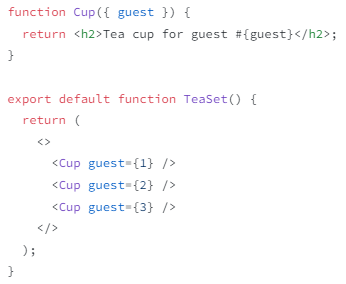 function Cup({ guest }) {
  return <h2>Tea cup for guest #{guest}</h2>;
}

export default function TeaSet() {
  return (
    <>
      <Cup guest={1} />
      <Cup guest={2} />
      <Cup guest={3} />
    </>
  );
}